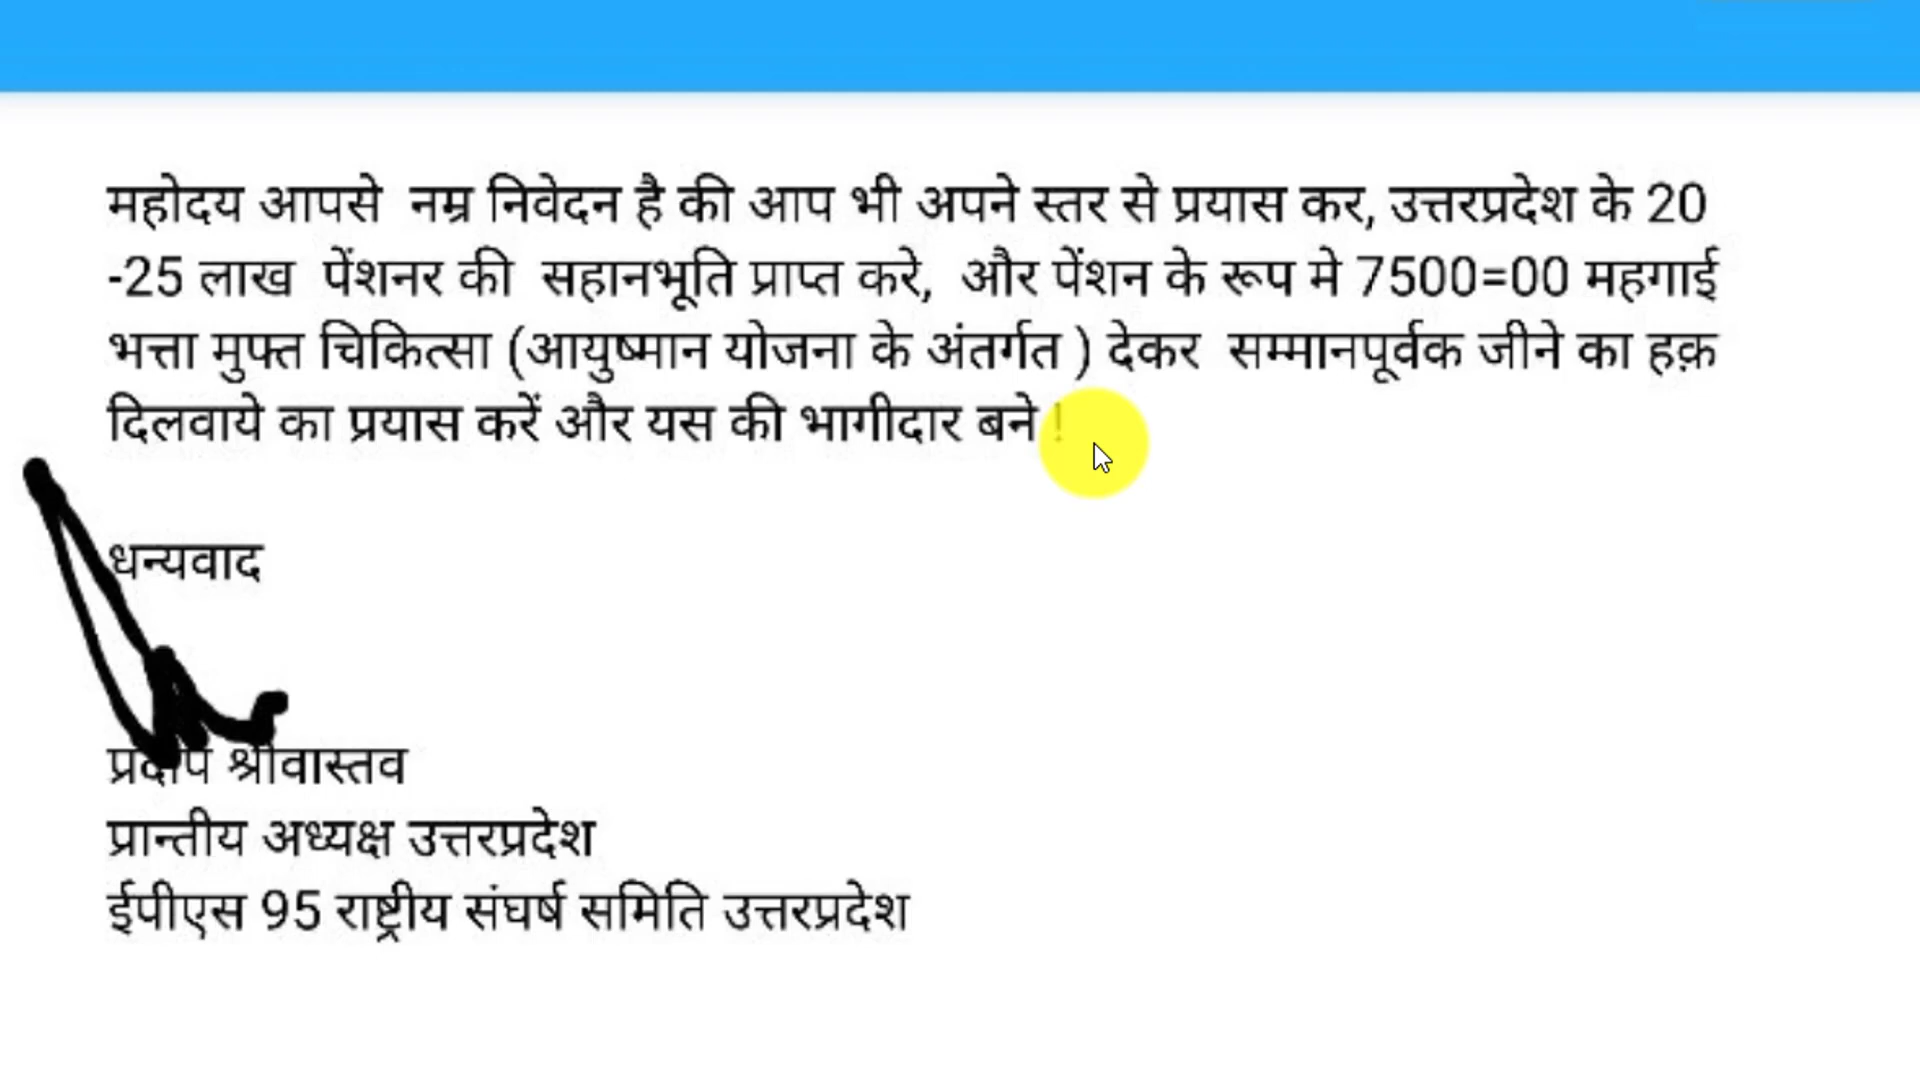 महोदय आपसे नम्र निवेदन है की आप भी अपने स्तर से प्रयास कर, उत्तरप्रदेश के 20
-25 लाख पेंशनर की सहानभूति प्राप्त करे, और पेंशन के रूप मे 7500=00 महगाई
भत्ता मुफ्त चिकित्सा (आयुष्मान योजना के अंतर्गत ) देकर सम्मानपूर्वक जीने का हक़
दिलवाये का प्रयास करें और यस की भागीदार बने !
धन्यवाद
प्रदीप श्रीवास्तव
प्रान्तीय अध्यक्ष उत्तरप्रदेश
ईपीएस 95 राष्ट्रीय संघर्ष समिति उत्तरप्रदेश